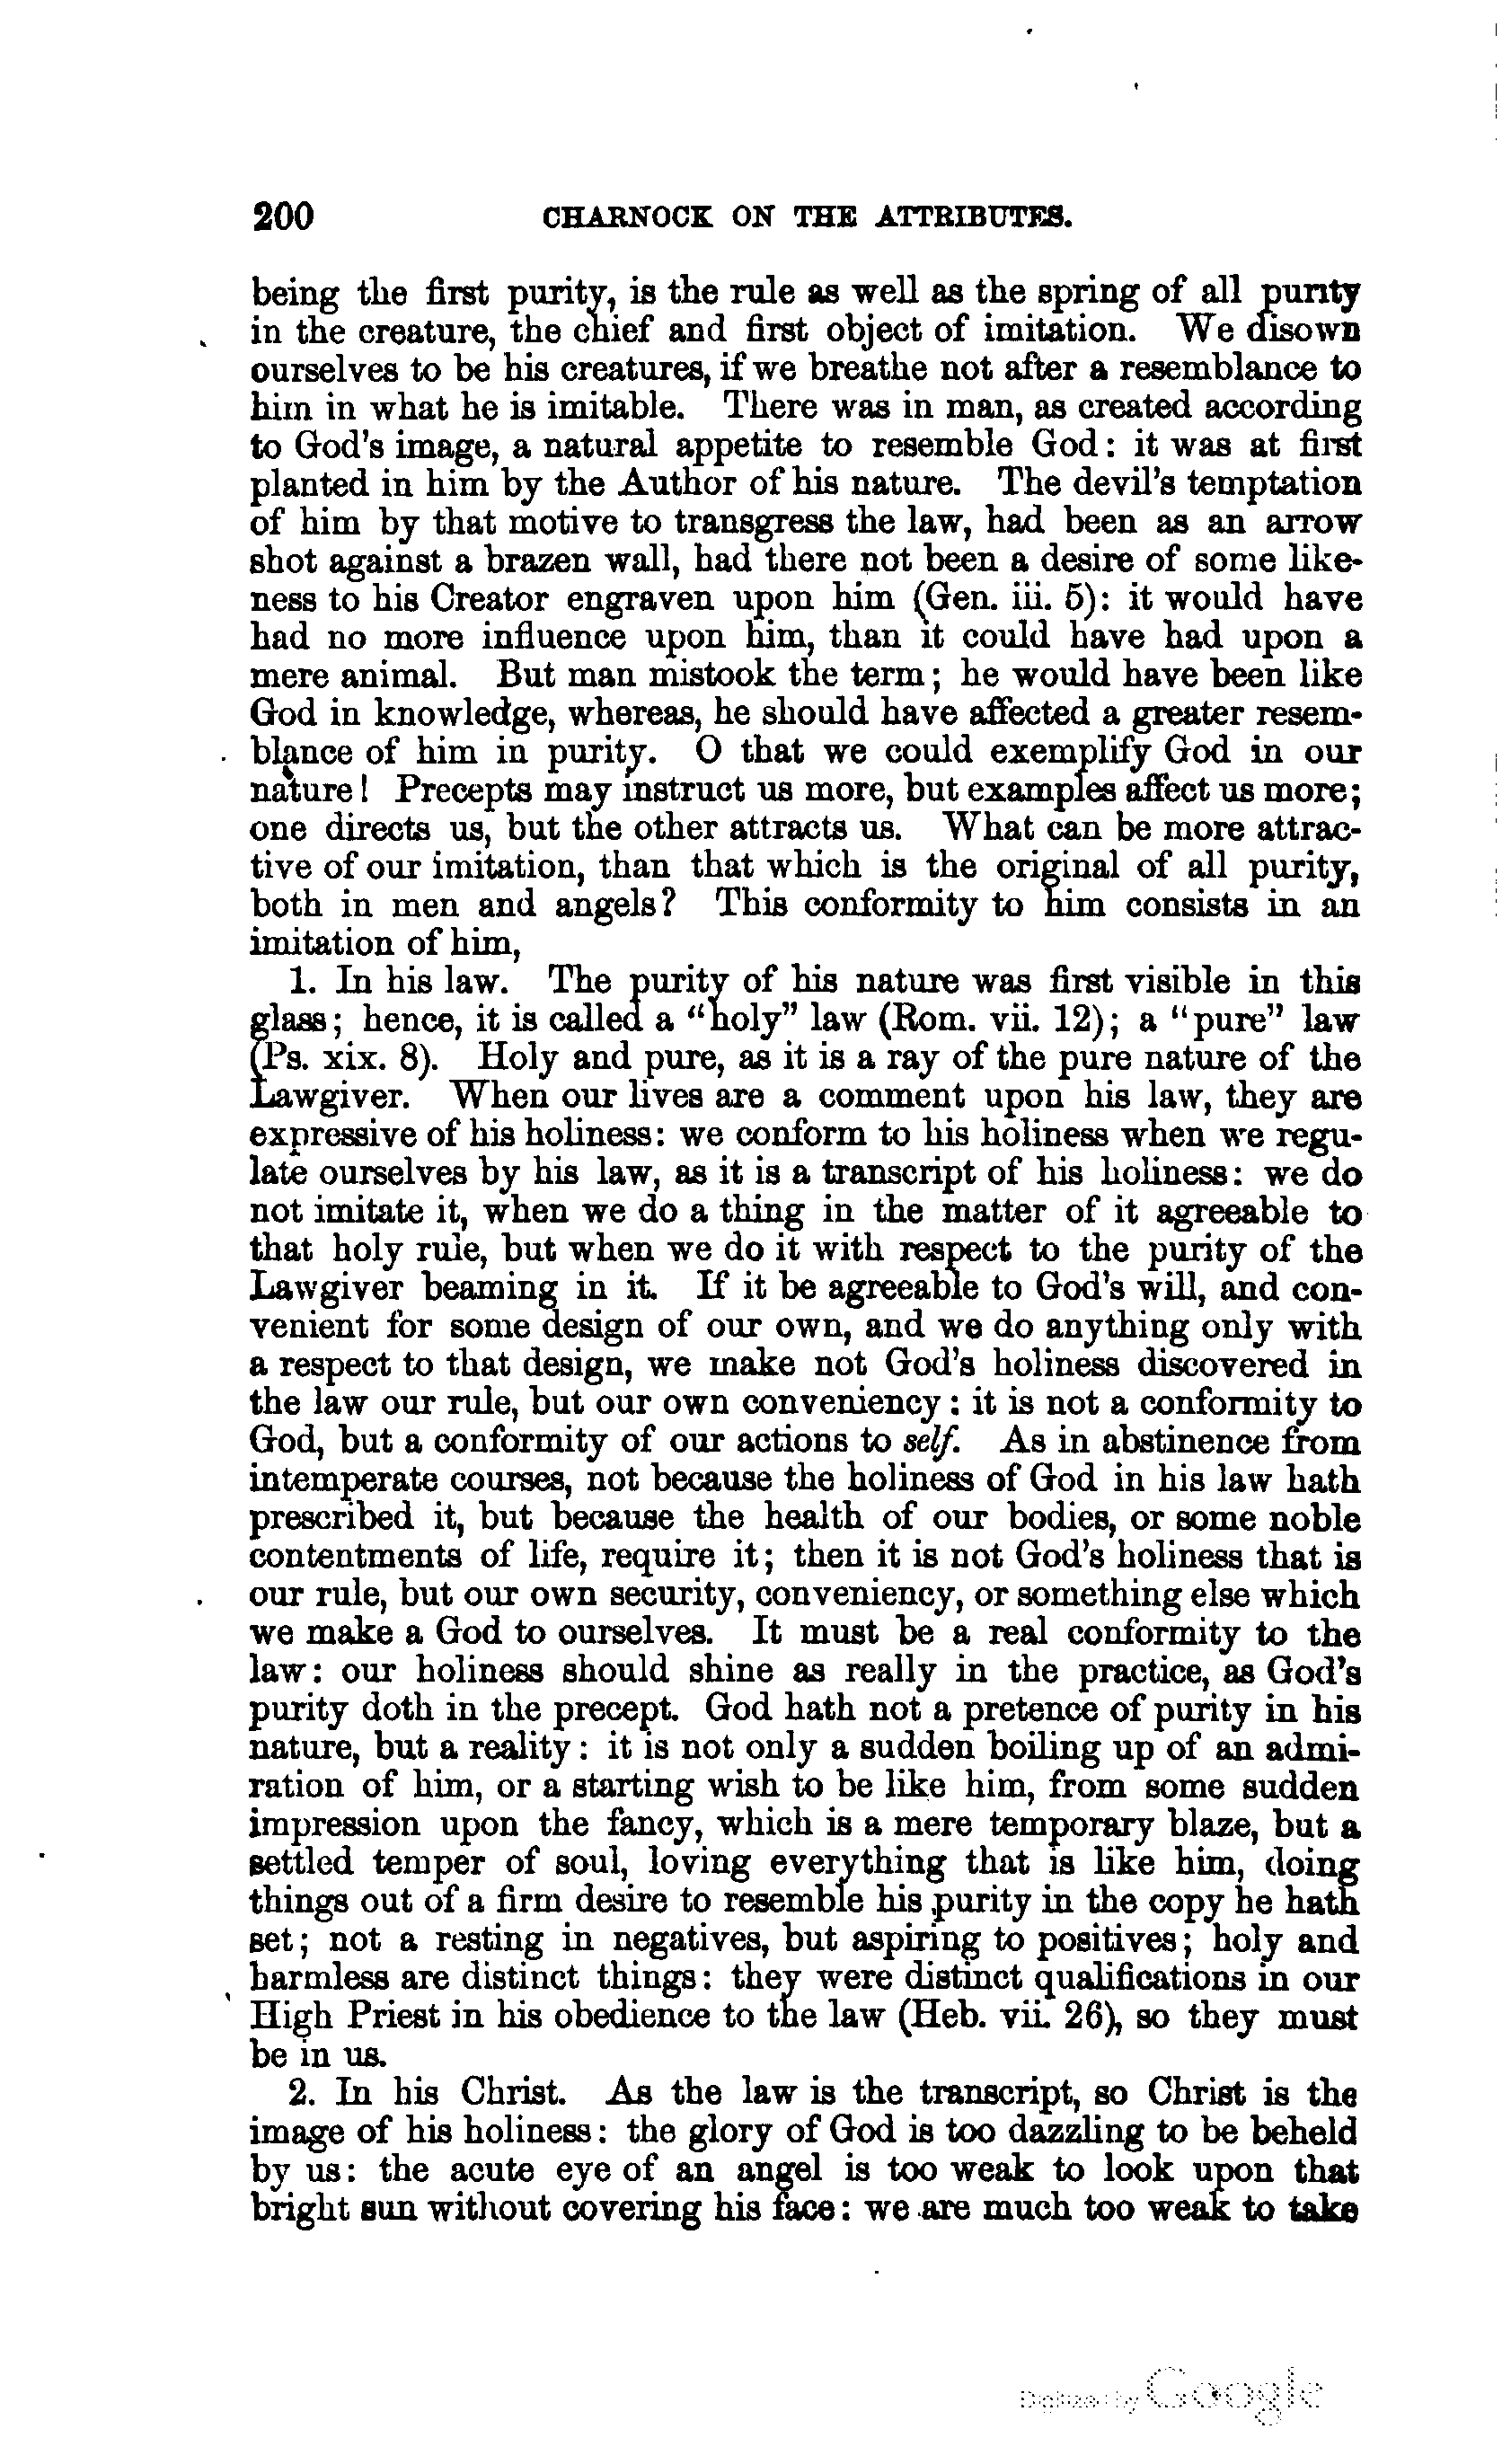 200 CHARNOCK ON THE ATTRIBUTES.
being the first purity, is the rule as well as the spring of all purity
in the creature, the chief and first object of imitation. We disown
ourselves to be his creatures, if we breathe not after a resemblance to
him in what he is imitable. There was in man, as created according
to God's image, a natural appetite to resemble God: it was at first
planted in him by the Author of his nature. The devil's temptation
of him by that motive to transgress the law, had been as an arrow
shot against a brazen wall, had there not been a desire of some like-
ness to his Creator engraven upon him (Gen. iii. 5): it would have
had no more influence upon him, than it could have had upon a
mere animal. But man mistook the term; he would have been like
God in knowledge, whereas, he should have affected a greater resem-
blance of him in purity. O that we could exemplify God in our
nature! Precepts may instruct us more, but examples affect us more;
one directs us, but the other attracts us. What can be more attrac-
tive of our imitation, than that which is the original of all purity,
both in men and angels? This conformity to him consists in an
imitation of him,
1. In his law. The purity of his nature was first visible in this
glass; hence, it is called a "holy" law (Rom. vii. 12); a "pure" law
(Ps. xix. 8). Holy and pure, as it is a ray of the pure nature of the
Lawgiver. When our lives are a comment upon his law, they are
expressive of his holiness: we conform to his holiness when we regu-
late ourselves by his law, as it is a transcript of his holiness: we do
not imitate it, when we do a thing in the matter of it agreeable to
that holy rule, but when we do it with respect to the purity of the
Lawgiver beaming in it. If it be agreeable to God's will, and con-
venient for some design of our own, and we do anything only with
a respect to that design, we make not God's holiness discovered in
the law our rule, but our own conveniency: it is not a conformity to
God, but a conformity of our actions to self. As in abstinence from
intemperate courses, not because the holiness of God in his law hath
prescribed it, but because the health of our bodies, or some noble
contentments of life, require it; then it is not God's holiness that is
our rule, but our own security, conveniency, or something else which
we make a God to ourselves. It must be a real conformity to the
law: our holiness should shine as really in the practice, as God's
purity doth in the precept. God hath not a pretence of purity in his
nature, but a reality: it is not only a sudden boiling up of an admi-
ration of him, or a starting wish to be like him, from some sudden
impression upon the fancy, which is a mere temporary blaze, but a
settled temper of soul, loving everything that is like him, doing
things out of a firm desire to resemble his purity in the copy he hath
set; not a resting in negatives, but aspiring to positives; holy and
harmless are distinct things: they were distinct qualifications in our
High Priest in his obedience to the law (Heb. vii. 26), so they must
be in us.
2. In his Christ. As the law is the transcript, so Christ is the
image of his holiness: the glory of God is too dazzling to be beheld
by us: the acute eye of an angel is too weak to look upon that
bright sun without covering his face: we are much too weak to take
Digitized by Google